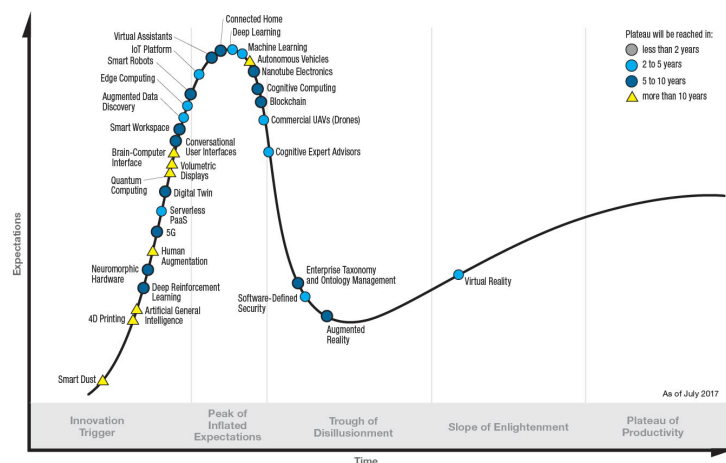 Connected Home
Deep Learning
Virtual Assistants
Machine Learning
IoT Platform
Autonomous Vehicles
Smart Robots
Nanotube Electronics
Edge Computing
Cognitive Computing
Augmented Data
Discovery
Blockchain
Commercial UAVs (Drones)
Smart Workspace
Conversational
User Interfaces
Cognitive Expert Advisors
Brain-Computer
Interface
Volumetric
Displays
Quantum
Computing
Digital Twin
Serverless
PaaS
5G
Human
Augmentation
Neuromorphic
Hardware
Deep Reinforcement
Learning
Artificial General
Intelligence
4D Printing
Smart Dust
Enterprise Taxonomy
and Ontology Management
Software-Defined
Security
Augmented
Reality
Virtual Reality
Plateau will be reached in:
less than 2 years
2 to 5 years
5 to 10 years
more than 10 years
As of July 2017
Expectations
Innovation
Trigger
Peak of
Inflated
Expectations
Trough of
Disillusionment
Slope of Enlightenment
Plateau of
Productivity
Time